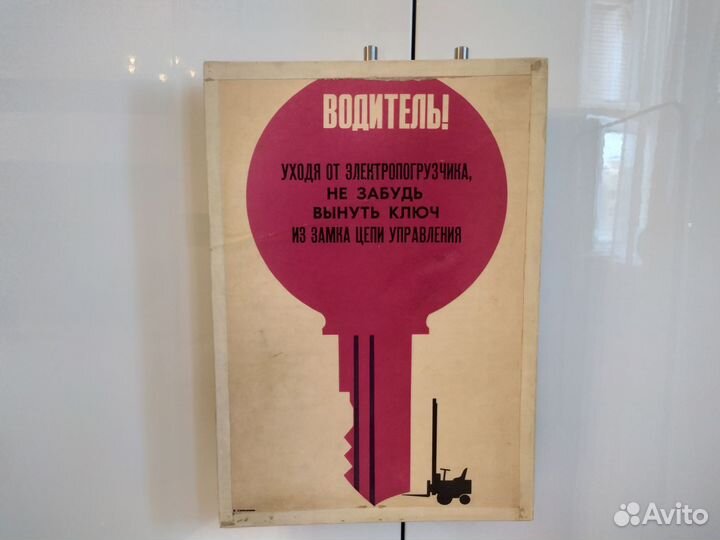 ВОДИТЕЛЬ!
УХОДЯ ОТ ЭЛЕКТРОПОГРУЗЧИКА,
НЕ ЗАБУДЬ
ВЫНУТЬ КЛЮЧ
ИЗ ЗАМКА ЦЕПИ УПРАВЛЕНИЯ
Avito